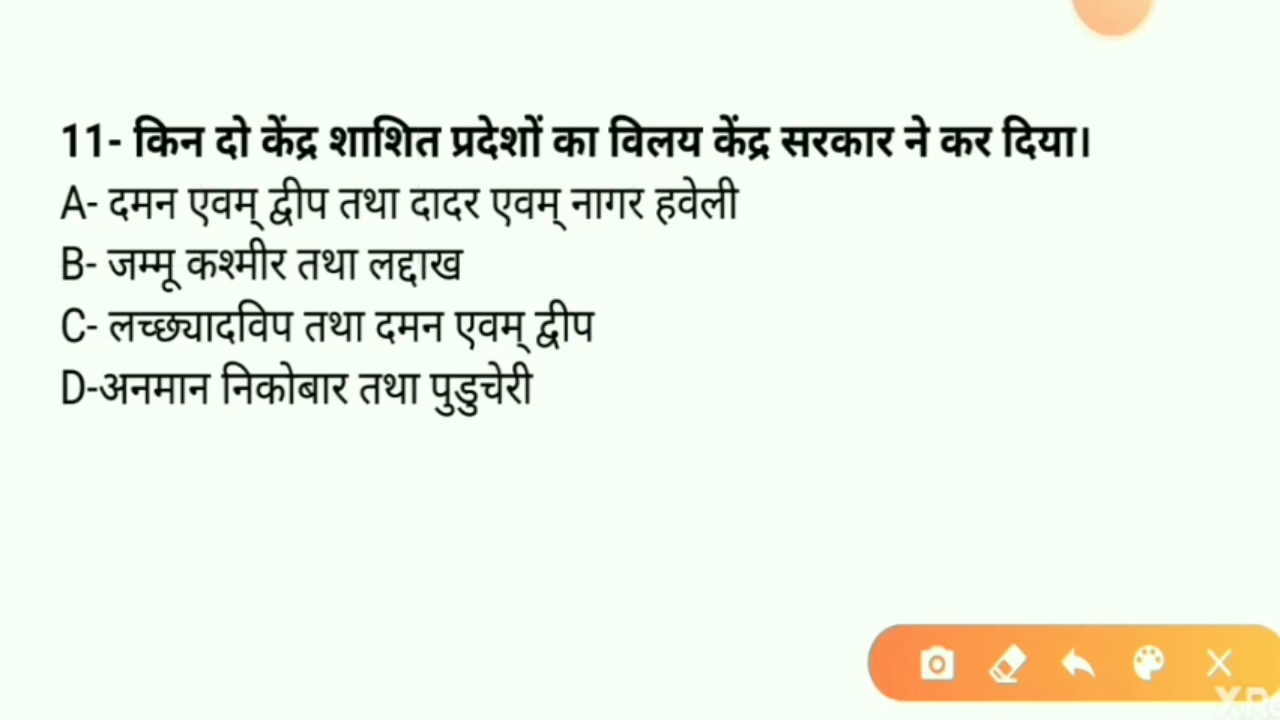 11- किन दो केंद्र शाशित प्रदेशों का विलय केंद्र सरकार ने कर दिया।
A- दमन एवम् द्वीप तथा दादर एवम् नागर हवेली
B- जम्मू कश्मीर तथा लद्दाख
C- लच्छ्यादविप तथा दमन एवम् द्वीप
D-अनमान निकोबार तथा पुडुचेरी